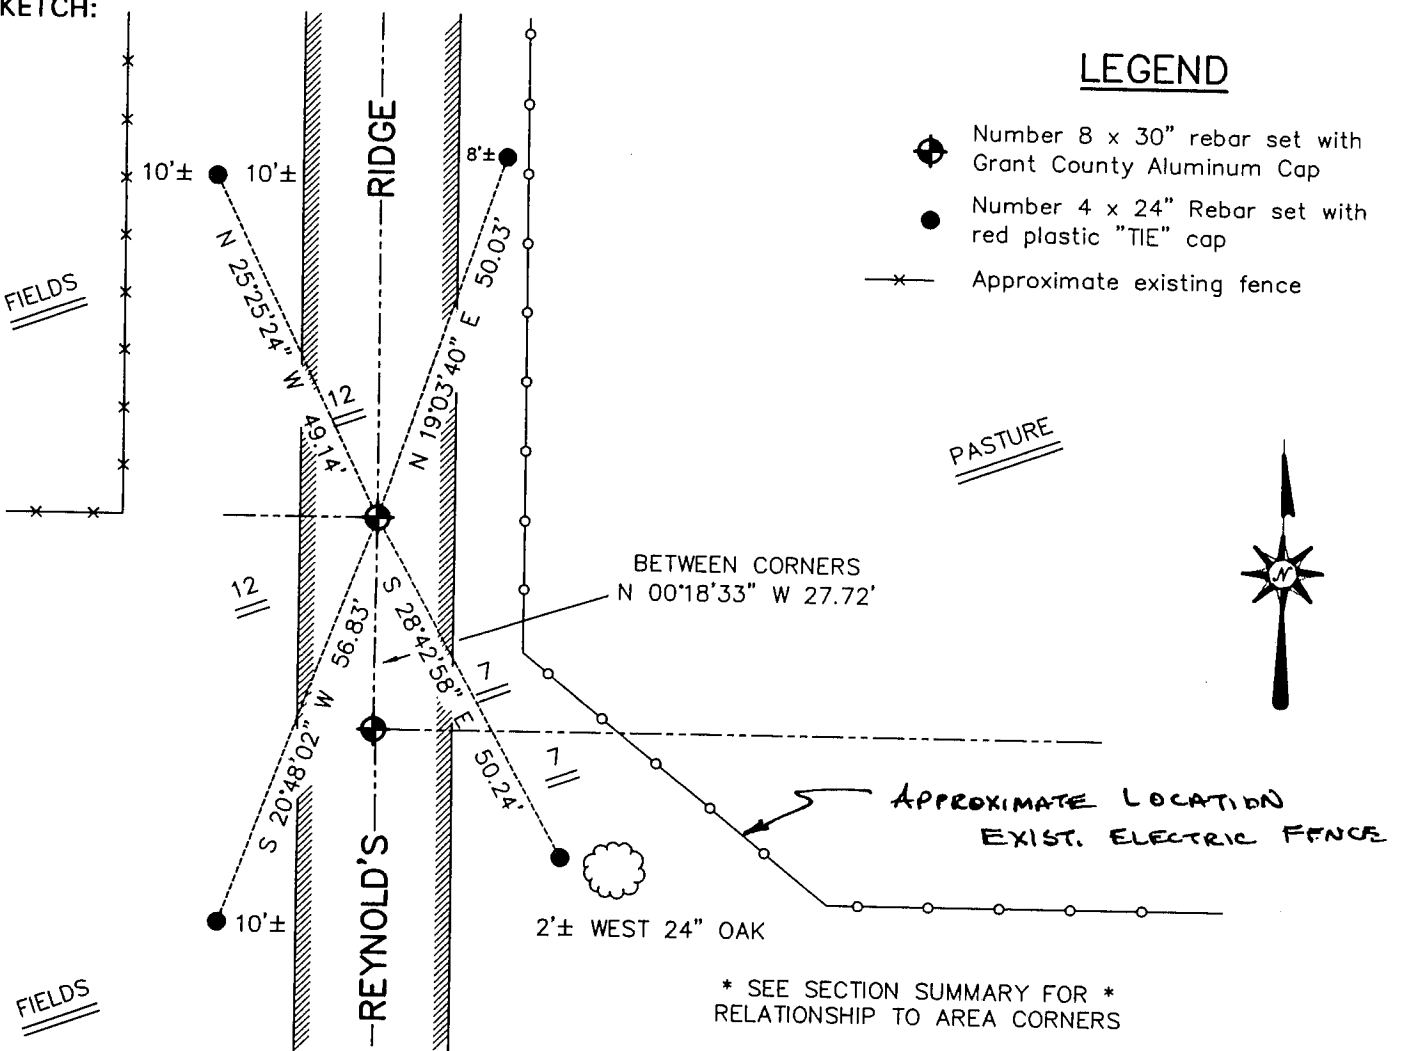 KETCH:
LEGEND
Number 8 x 30" rebar set with
Grant County Aluminum Cap
Number 4 x 24" Rebar set with
red plastic "TIE" cap
Approximate existing fence
RIDGE
10'±
10'±
8'±
N 25°25'24" W 49.14'
N 19°03'40" E 50.03'
FIELDS
12
PASTURE
BETWEEN CORNERS
N 00°18'33" W 27.72'
N
12
S 20°48'02" W 56.83'
S 28°42'58" E 50.24'
7
7
APPROXIMATE LOCATION
EXIST. ELECTRIC FENCE
REYNOLD'S
10'±
2'± WEST 24" OAK
FIELDS
* SEE SECTION SUMMARY FOR *
RELATIONSHIP TO AREA CORNERS